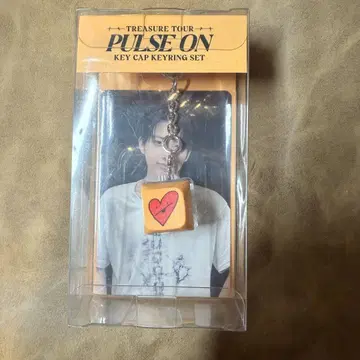 TREASURE TOUR
PULSE ON
KEY CAP KEYRING SET